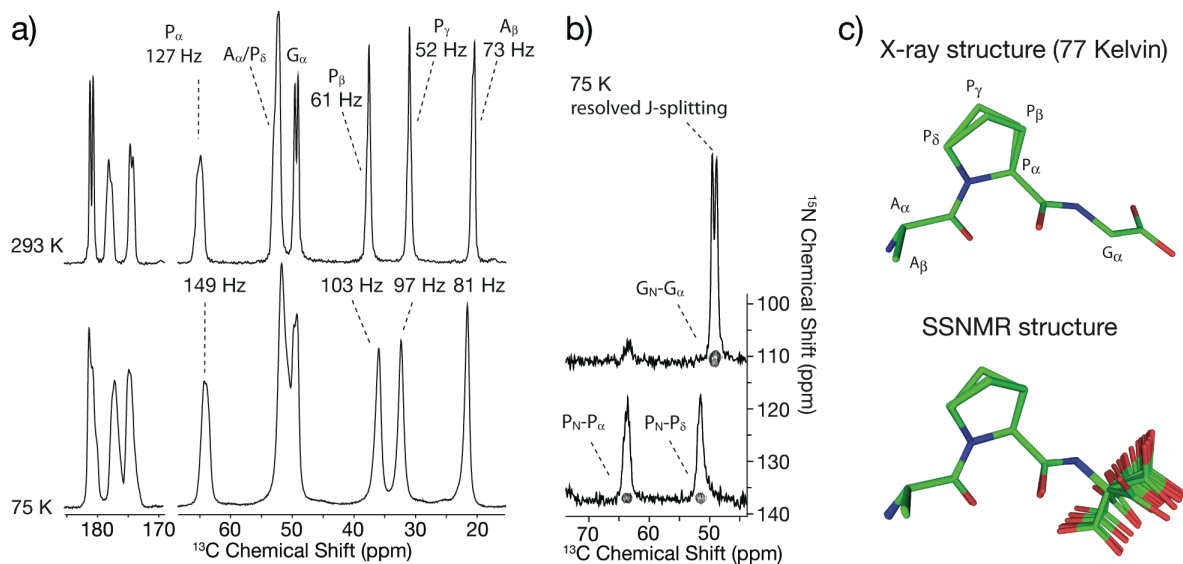 a)
Pα
127 Hz
Aα/Pδ
Gα
Pβ
61 Hz
Pγ
52 Hz
Aβ
73 Hz
293 K
149 Hz
103 Hz
97 Hz
81 Hz
75 K
180
170
60
50
40
30
20
¹³C Chemical Shift (ppm)
b)
75 K
resolved J-splitting
GN-Gα
PN-Pα
PN-Pδ
100
110
120
130
140
¹⁵N Chemical Shift (ppm)
70
60
50
¹³C Chemical Shift (ppm)
c)
X-ray structure (77 Kelvin)
Pγ
Pβ
Pδ
Pα
Aα
Aβ
Gα
SSNMR structure